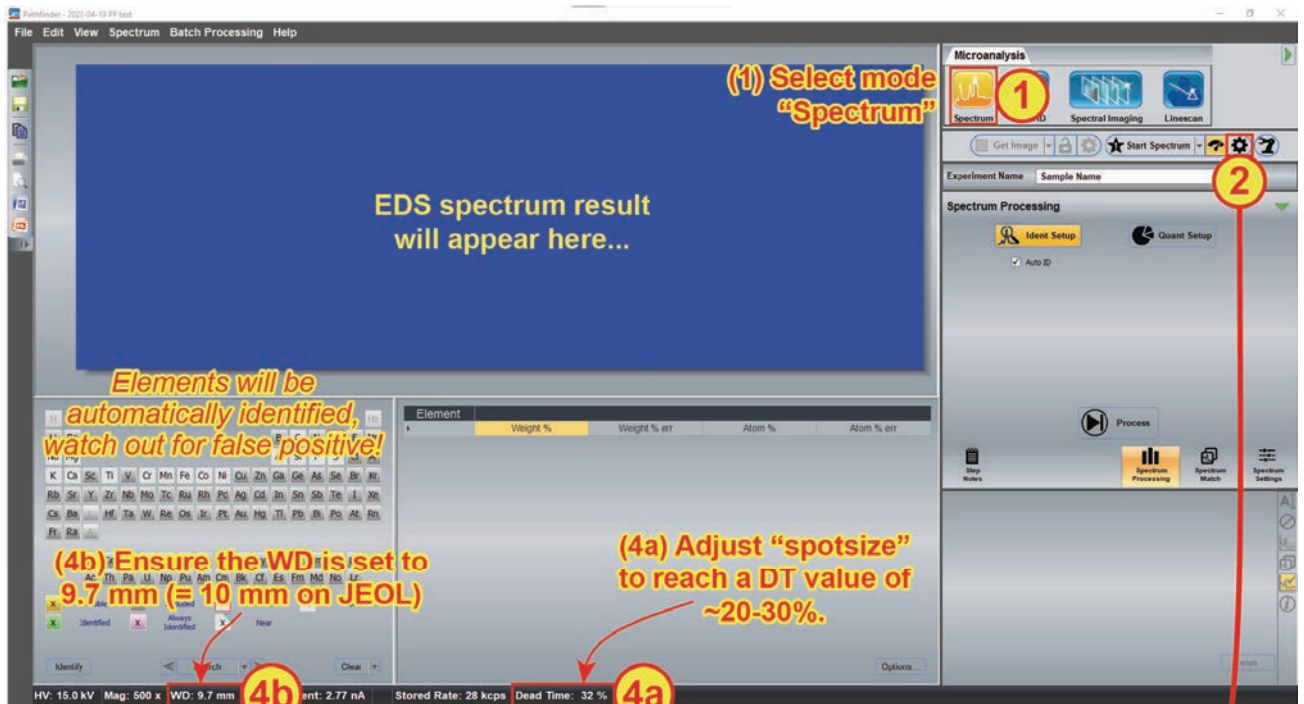 Pathfinder - 2022-04-19 PF test
File Edit View Spectrum Batch Processing Help
(1) Select mode
"Spectrum"
EDS spectrum result
will appear here...
Microanalysis
1
Spectrum Spectral Imaging Linescan
Get Image Start Spectrum
2
Experiment Name Sample Name
Spectrum Processing
Ident Setup Quant Setup
Auto ID
Process
Step
Notes
Spectrum
Processing
Spectrum
Match
Spectrum
Settings
Elements will be
automatically identified,
watch out for false positive!
K Ca Sc Ti V Cr Mn Fe Co Ni Cu Zn Ga Ge As Se Br Kr
Rb Sr Y Zr Nb Mo Tc Ru Rh Pd Ag Cd In Sn Sb Te I Xe
Cs Ba Hf Ta W Re Os Ir Pt Au Hg Tl Pb Bi Po At Rn
Fr Ra
(4b) Ensure the WD is set to
Ac Th Pa U Np Pu Am Cm Bk Cf Es Fm Md No Lr
9.7 mm (= 10 mm on JEOL)
X Identified X Always
Identified X Near
Identify Clear
Element
Weight % Weight % err Atom % Atom % err
(4a) Adjust "spotsize"
to reach a DT value of
~20-30%.
Options...
HV: 15.0 kV Mag: 500 x WD: 9.7 mm 4b 2.77 nA Stored Rate: 28 kcps Dead Time: 32 % 4a